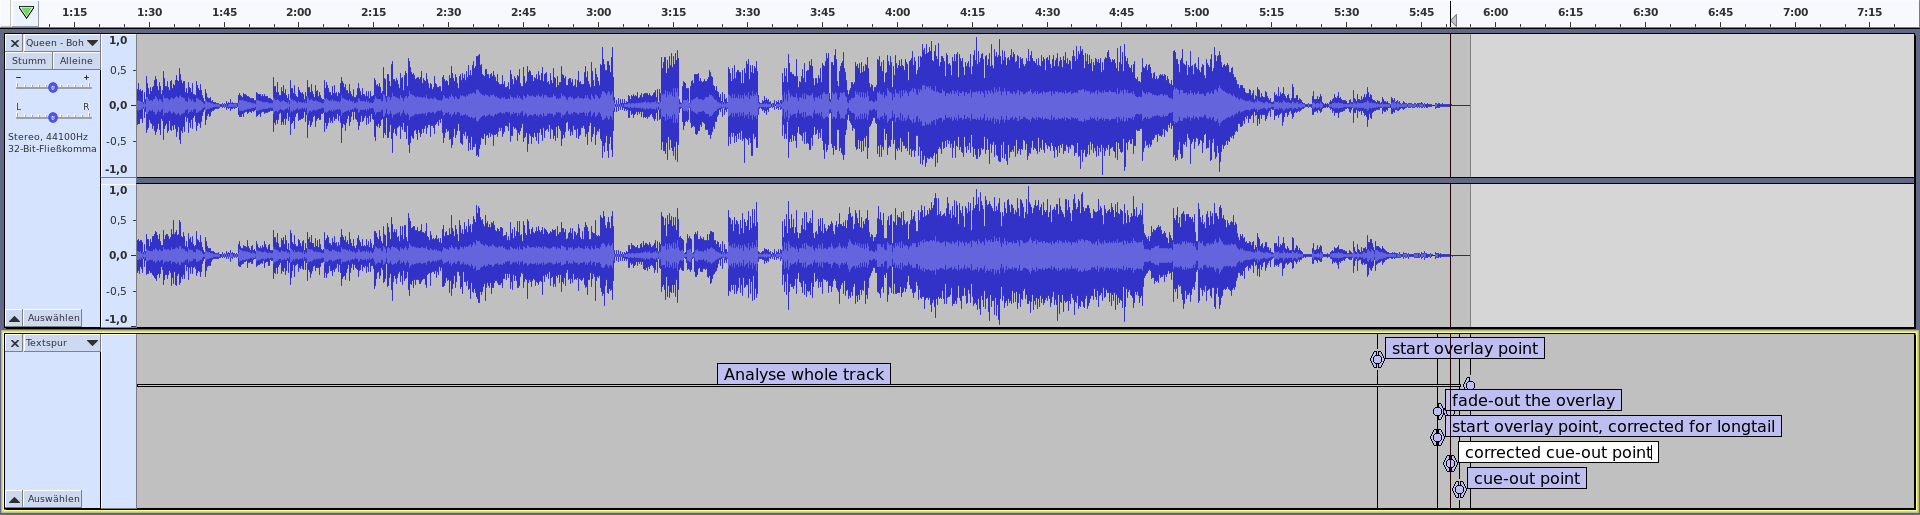 1:15 1:30 1:45 2:00 2:15 2:30 2:45 3:00 3:15 3:30 3:45 4:00 4:15 4:30 4:45 5:00 5:15 5:30 5:45 6:00 6:15 6:30 6:45 7:00 7:15
Queen - Boh
Stumm Alleine
- +
L R
Stereo, 44100Hz
32-Bit-Fließkomma
Auswählen
1,0
0,5
0,0
-0,5
-1,0
1,0
0,5
0,0
-0,5
-1,0
Textspur
Auswählen
start overlay point
Analyse whole track
fade-out the overlay
start overlay point, corrected for longtail
corrected cue-out point
cue-out point